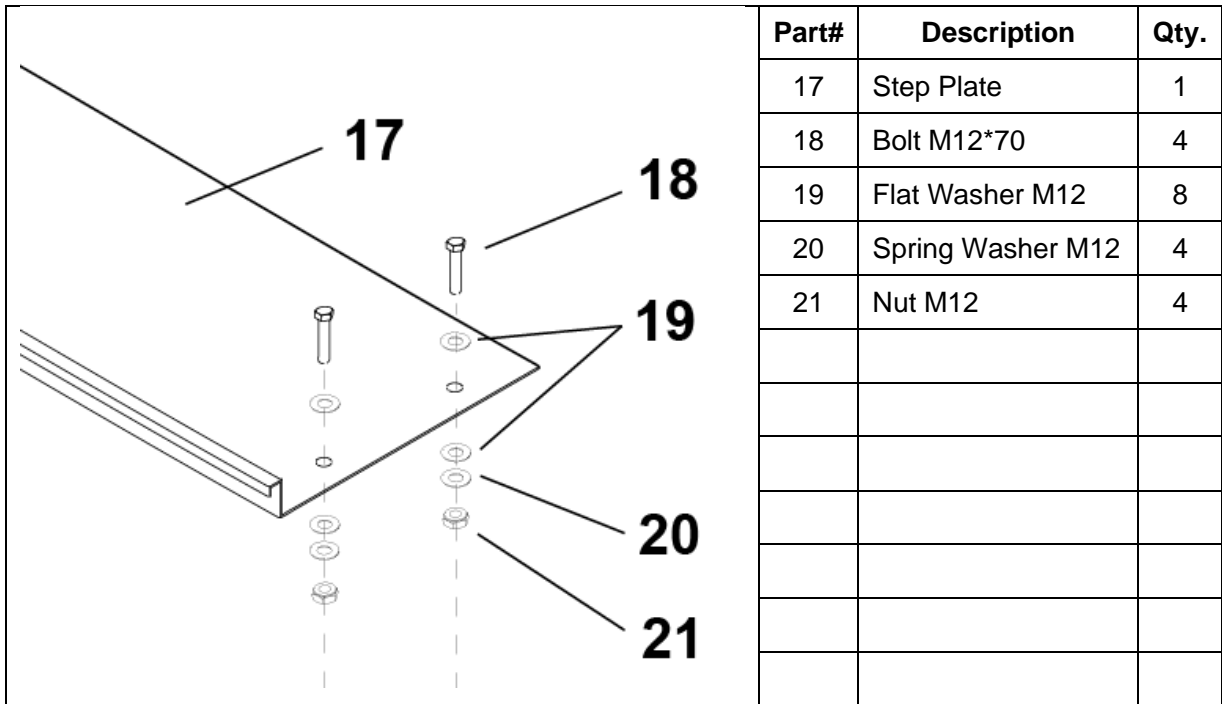 17
18
19
20
21
Part# Description Qty.
17 Step Plate 1
18 Bolt M12*70 4
19 Flat Washer M12 8
20 Spring Washer M12 4
21 Nut M12 4